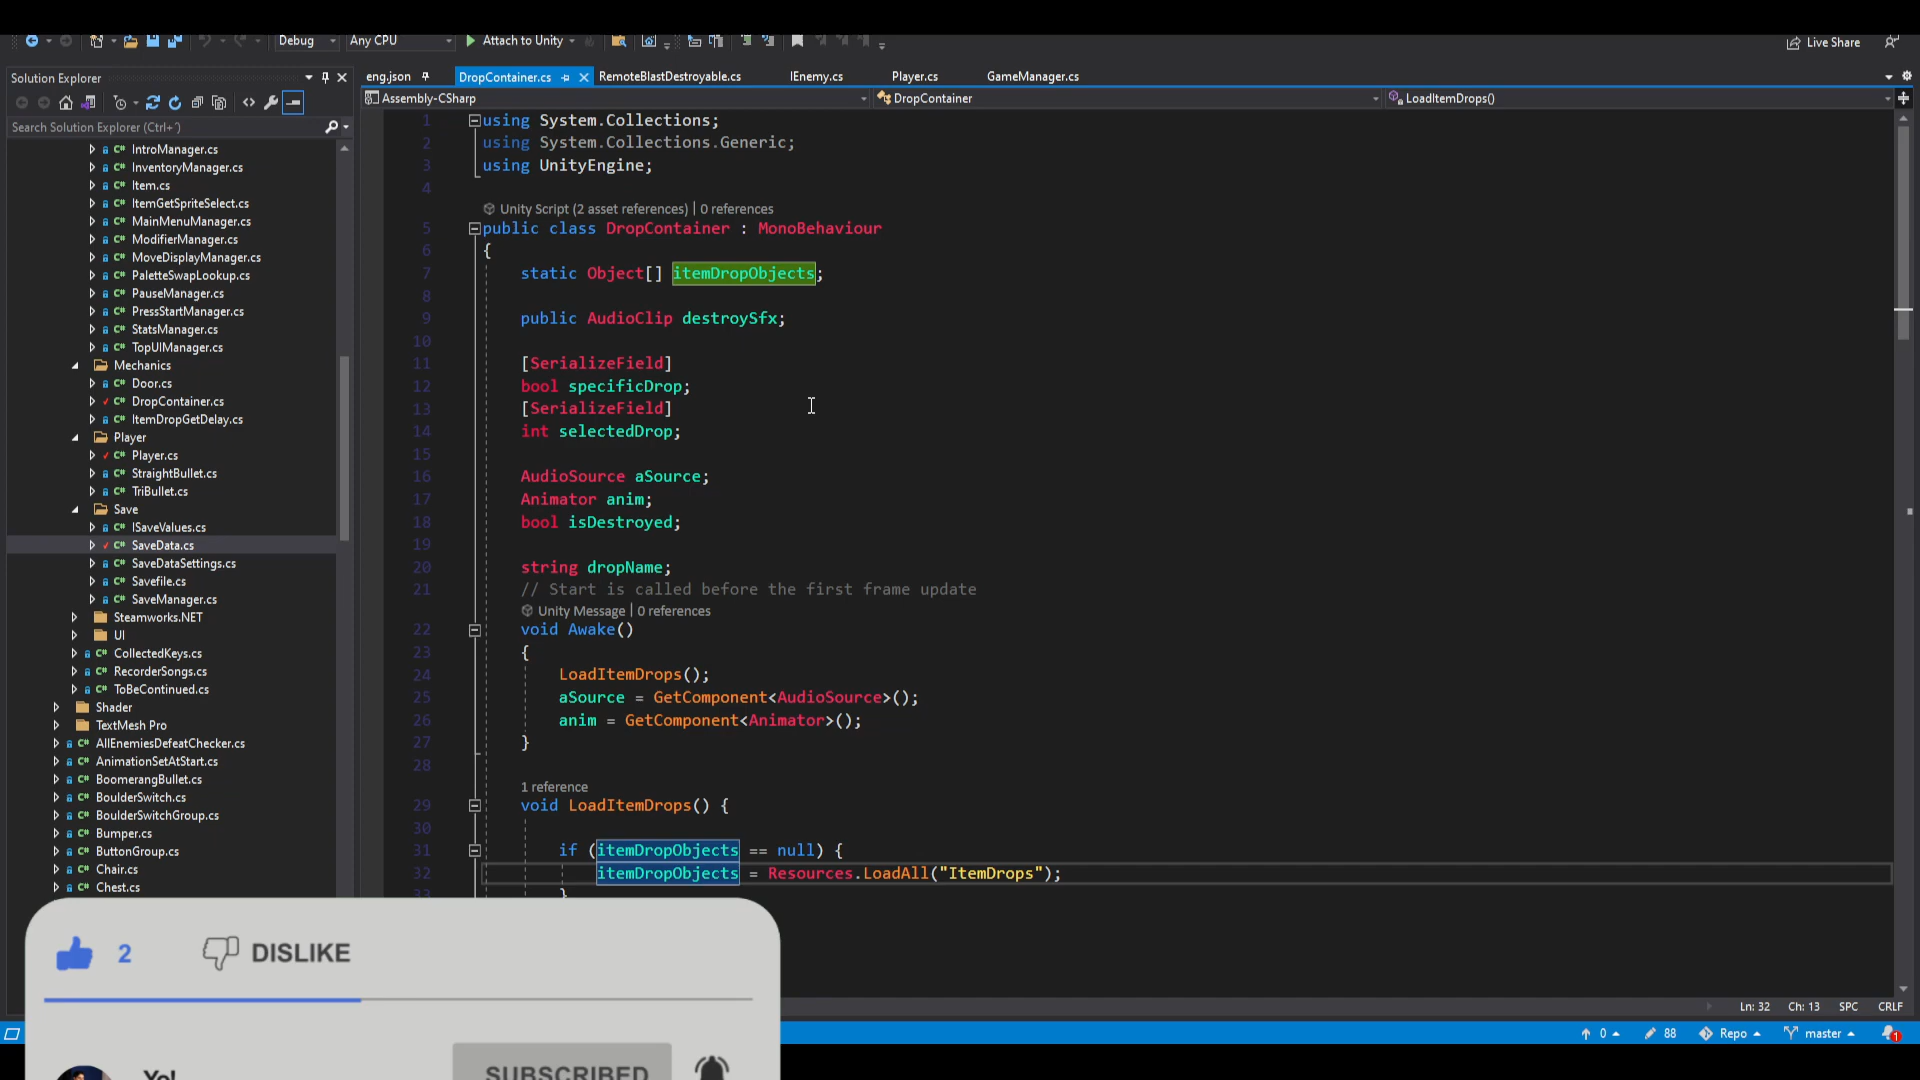 Debug
Any CPU
Attach to Unity
Live Share
Solution Explorer
Search Solution Explorer (Ctrl+´)
IntroManager.cs
InventoryManager.cs
Item.cs
ItemGetSpriteSelect.cs
MainMenuManager.cs
ModifierManager.cs
MoveDisplayManager.cs
PaletteSwapLookup.cs
PauseManager.cs
PressStartManager.cs
StatsManager.cs
TopUIManager.cs
Mechanics
Door.cs
DropContainer.cs
ItemDropGetDelay.cs
Player
Player.cs
StraightBullet.cs
TriBullet.cs
Save
ISaveValues.cs
SaveData.cs
SaveDataSettings.cs
Savefile.cs
SaveManager.cs
Steamworks.NET
UI
CollectedKeys.cs
RecorderSongs.cs
ToBeContinued.cs
Shader
TextMesh Pro
AllEnemiesDefeatChecker.cs
AnimationSetAtStart.cs
BoomerangBullet.cs
BoulderSwitch.cs
BoulderSwitchGroup.cs
Bumper.cs
ButtonGroup.cs
Chair.cs
Chest.cs
eng.json DropContainer.cs RemoteBlastDestroyable.cs IEnemy.cs Player.cs GameManager.cs
Assembly-CSharp DropContainer LoadItemDrops()
1 using System.Collections;
2 using System.Collections.Generic;
3 using UnityEngine;
4
Unity Script (2 asset references) | 0 references
5 public class DropContainer : MonoBehaviour
6 {
7 static Object[] itemDropObjects;
8
9 public AudioClip destroySfx;
10
11 [SerializeField]
12 bool specificDrop;
13 [SerializeField]
14 int selectedDrop;
15
16 AudioSource aSource;
17 Animator anim;
18 bool isDestroyed;
19
20 string dropName;
21 // Start is called before the first frame update
Unity Message | 0 references
22 void Awake()
23 {
24 LoadItemDrops();
25 aSource = GetComponent<AudioSource>();
26 anim = GetComponent<Animator>();
27 }
28
1 reference
29 void LoadItemDrops() {
30
31 if (itemDropObjects == null) {
32 itemDropObjects = Resources.LoadAll("ItemDrops");
33 }
Ln: 32 Ch: 13 SPC CRLF
0 88 Repo master 1
2 DISLIKE
Yo!
SUBSCRIBED